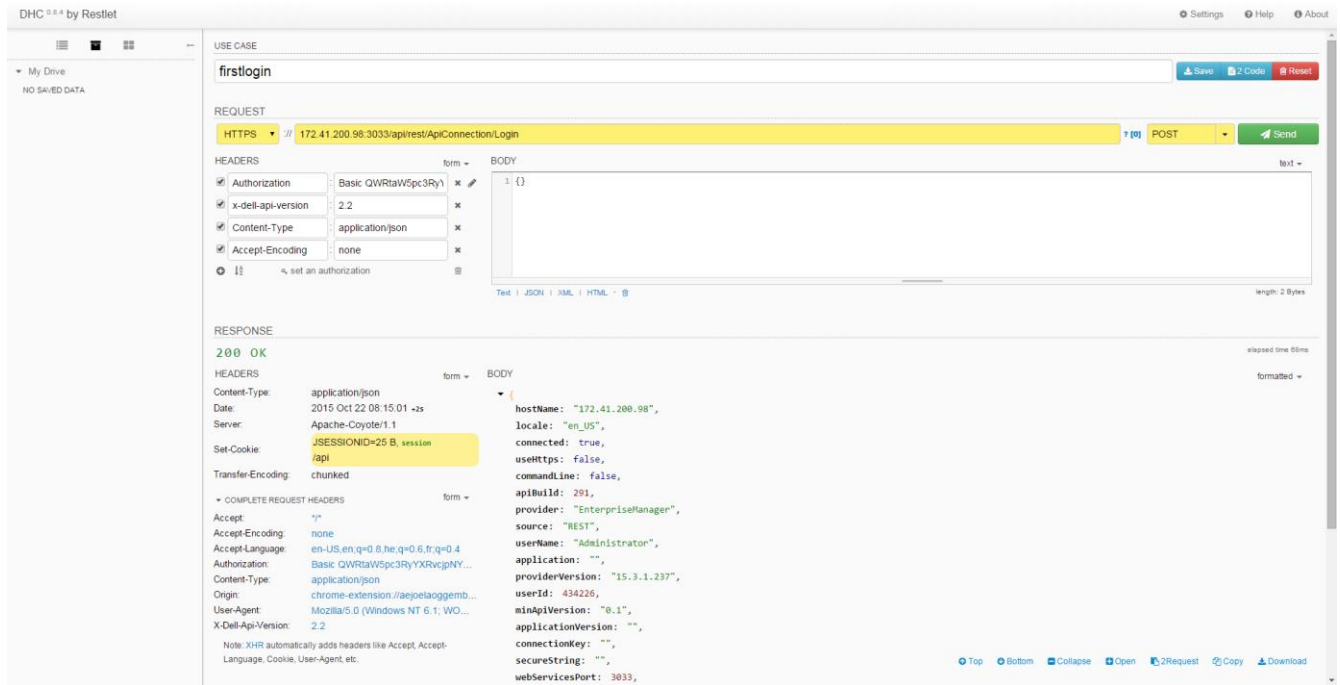 DHC 0.8.4 by Restlet
Settings Help About
USE CASE
My Drive
NO SAVED DATA
firstlogin
Save 2 Code Reset
REQUEST
HTTPS :// 172.41.200.98:3033/api/rest/ApiConnection/Login ? [0] POST Send
HEADERS form
BODY text
Authorization : Basic QWRtaW5pc3Ry
1 {}
x-dell-api-version : 2.2
Content-Type : application/json
Accept-Encoding : none
set an authorization
Text | JSON | XML | HTML
length: 2 Bytes
RESPONSE
200 OK
elapsed time 68ms
HEADERS form
Content-Type: application/json
Date: 2015 Oct 22 08:15:01 +2s
Server: Apache-Coyote/1.1
Set-Cookie: JSESSIONID=25 B, session
/api
Transfer-Encoding: chunked
COMPLETE REQUEST HEADERS form
Accept: */*
Accept-Encoding: none
Accept-Language: en-US,en;q=0.8,he;q=0.6,fr;q=0.4
Authorization: Basic QWRtaW5pc3RyYXRvcjpNY...
Content-Type: application/json
Origin: chrome-extension://aejoelaoggemb...
User-Agent: Mozilla/5.0 (Windows NT 6.1; WO...
X-Dell-Api-Version: 2.2
Note: XHR automatically adds headers like Accept, Accept-
Language, Cookie, User-Agent, etc.
BODY formatted
{
hostName: "172.41.200.98",
locale: "en_US",
connected: true,
useHttps: false,
commandLine: false,
apiBuild: 291,
provider: "EnterpriseManager",
source: "REST",
userName: "Administrator",
application: "",
providerVersion: "15.3.1.237",
userId: 434226,
minApiVersion: "0.1",
applicationVersion: "",
connectionKey: "",
secureString: "",
webServicesPort: 3033,
Top Bottom Collapse Open 2Request Copy Download